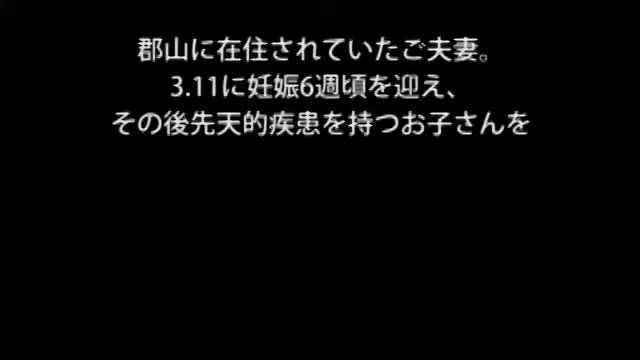 郡山に在住されていたご夫妻。
3.11に妊娠6週頃を迎え、
その後先天的疾患を持つお子さんを